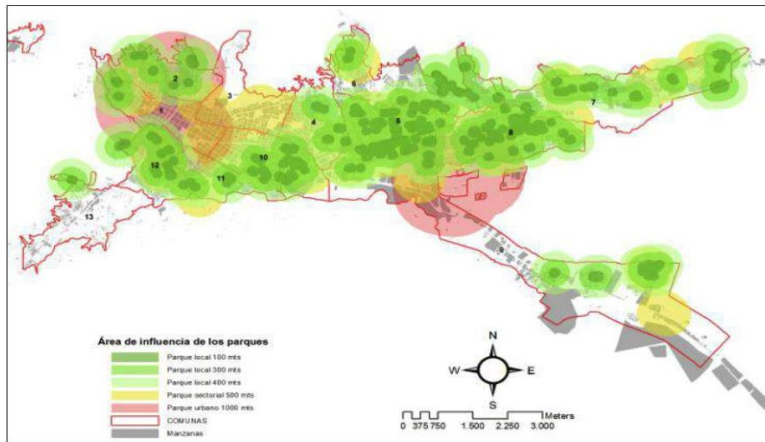 2
3
6
1
4
5
7
8
12
10
11
13
9
Área de influencia de los parques
Parque local 100 mts
Parque local 300 mts
Parque local 400 mts
Parque sectorial 500 mts
Parque urbano 1000 mts
COMUNAS
Manzanas
N
W E
S
Meters
0 375 750 1.500 2.250 3.000